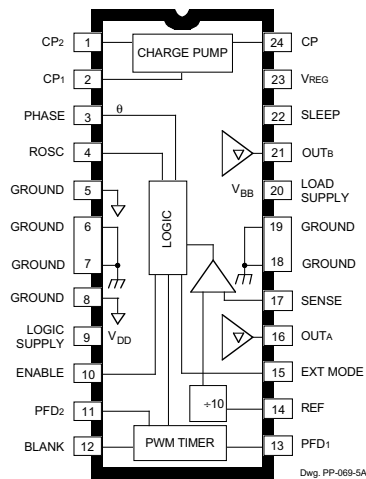 CP2 1 CHARGE PUMP 24 CP
CP1 2 23 VREG
PHASE 3 θ 22 SLEEP
ROSC 4 21 OUTB
GROUND 5 VBB 20 LOAD SUPPLY
GROUND 6 LOGIC 19 GROUND
GROUND 7 18 GROUND
GROUND 8 17 SENSE
LOGIC SUPPLY 9 VDD 16 OUTA
ENABLE 10 15 EXT MODE
PFD2 11 ÷10 14 REF
BLANK 12 PWM TIMER 13 PFD1
Dwg. PP-069-5A